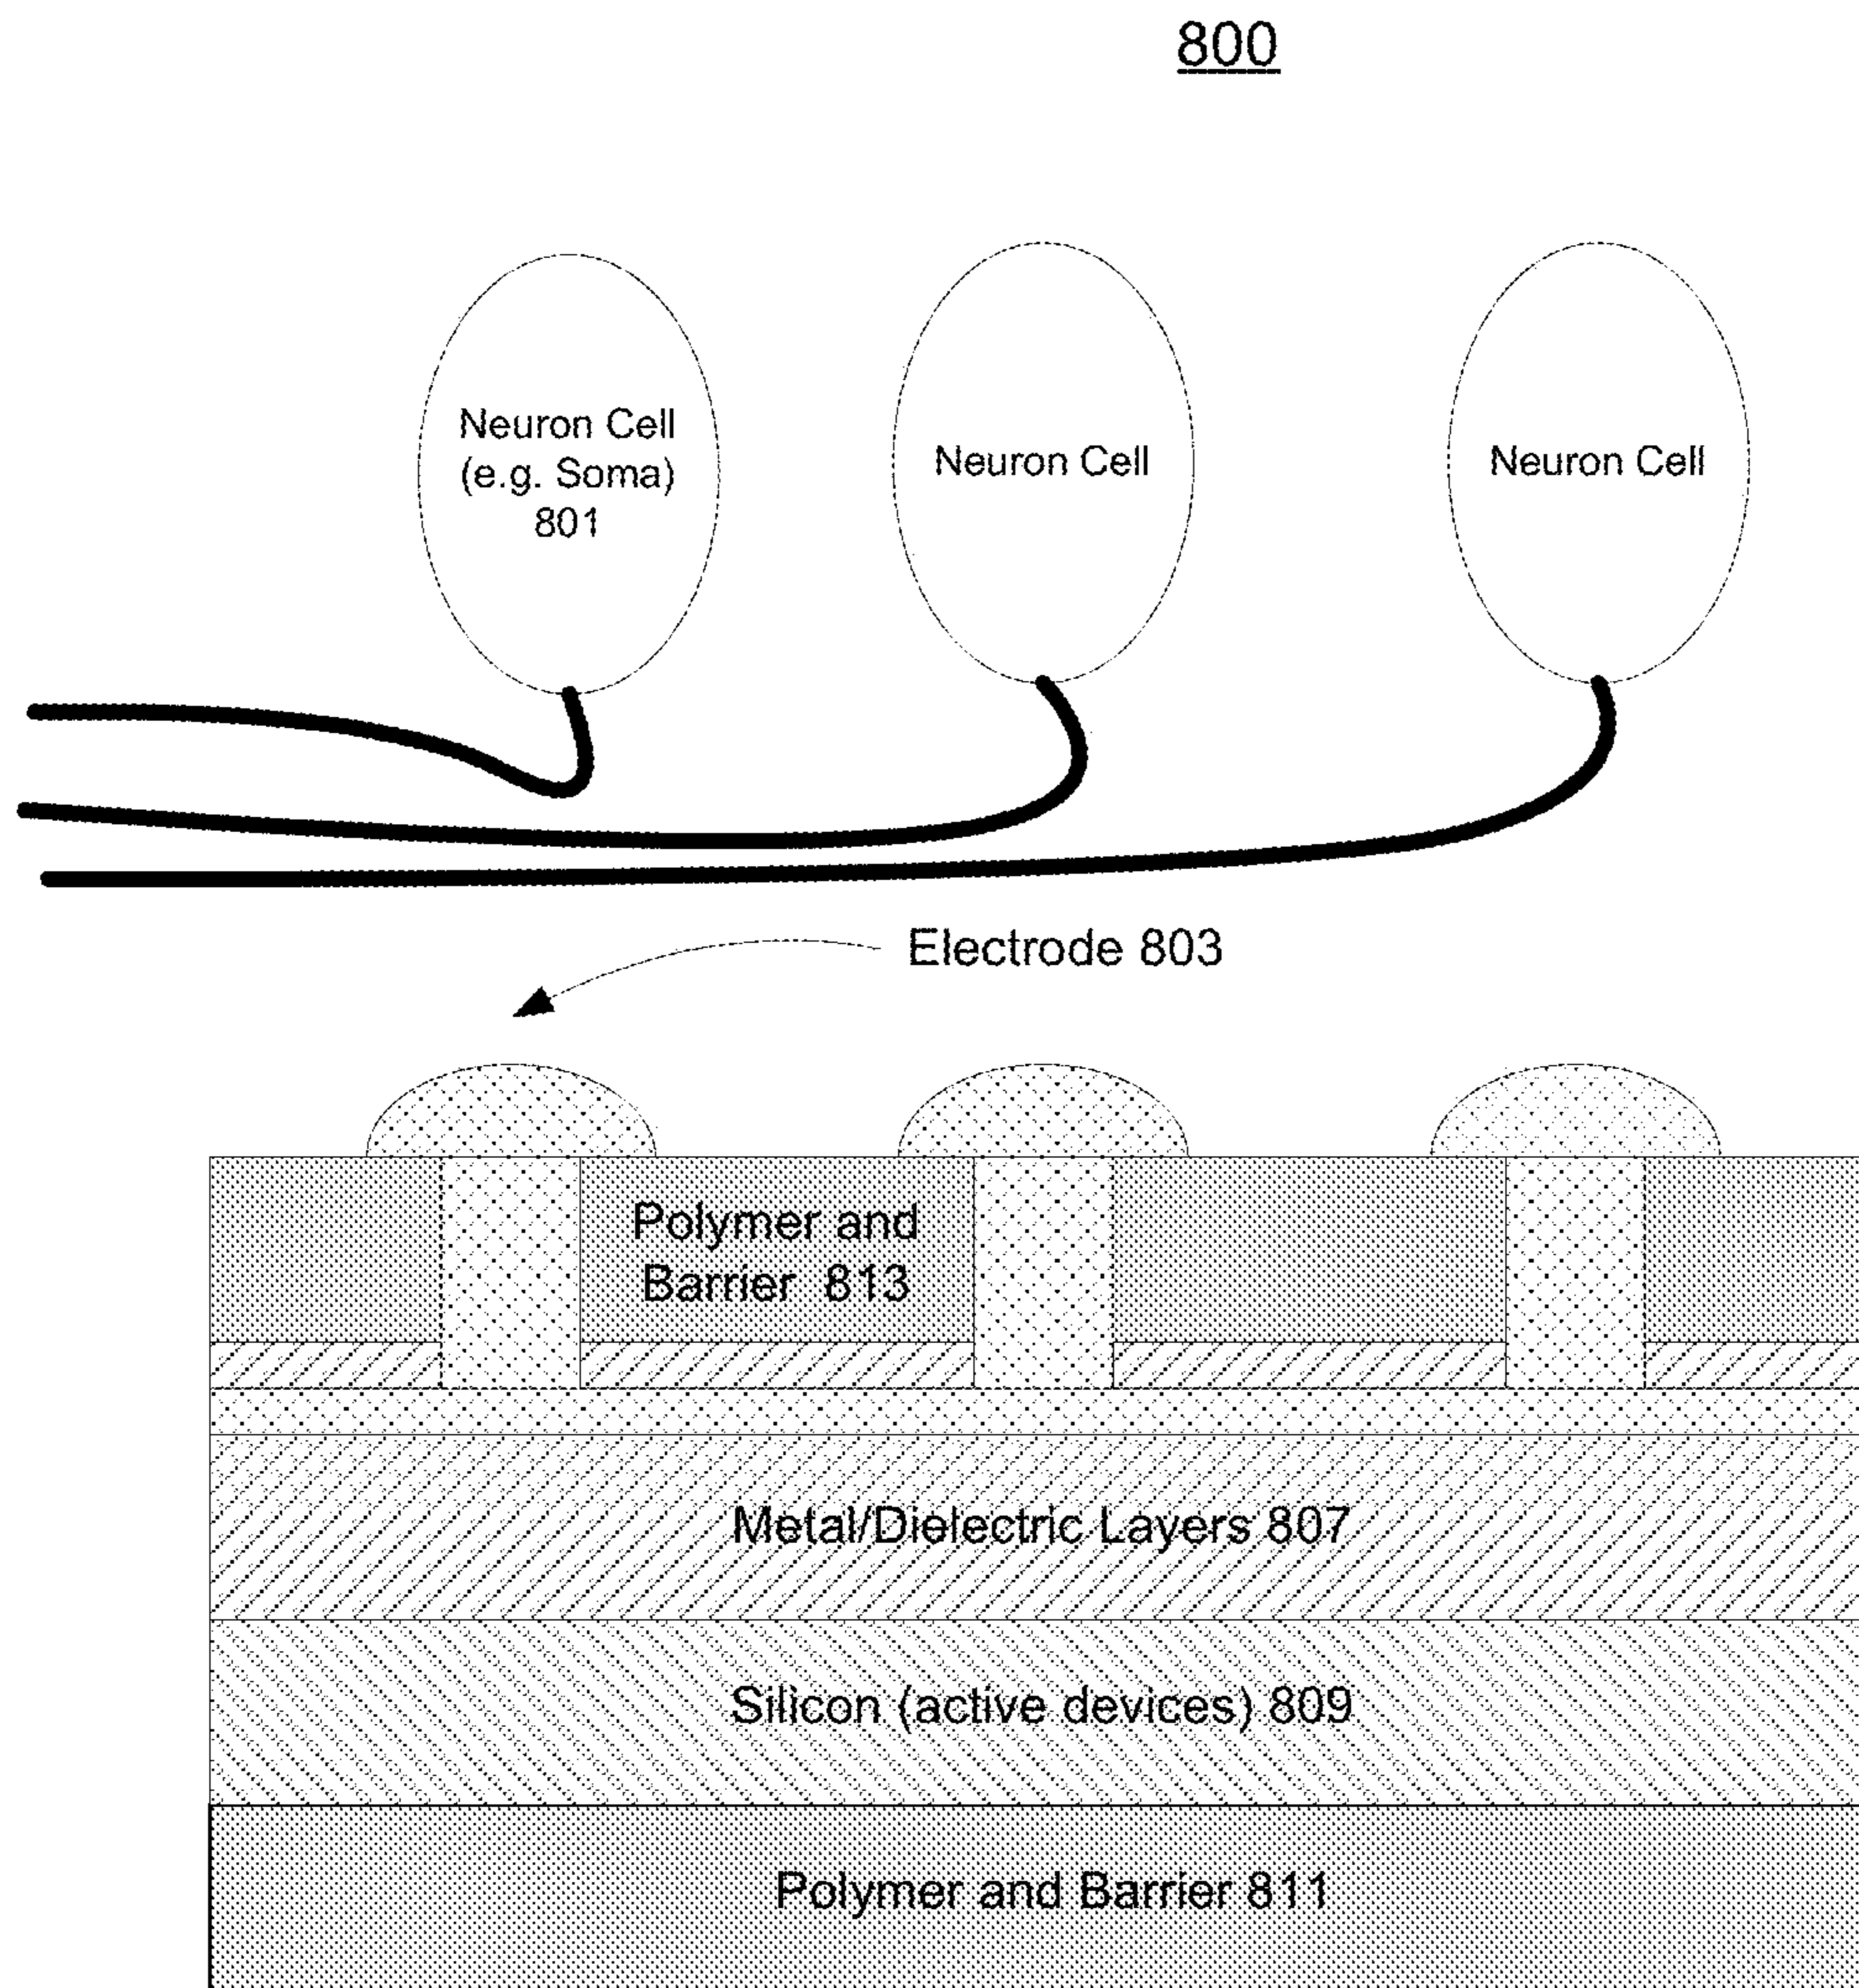 800
Neuron Cell
(e.g. Soma)
801
Neuron Cell
Neuron Cell
Electrode 803
Polymer and
Barrier 813
Metal/Dielectric Layers 807
Silicon (active devices) 809
Polymer and Barrier 811